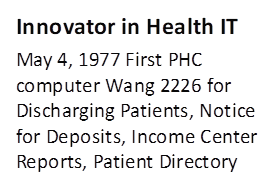 Innovator in Health IT
May 4, 1977 First PHC
computer Wang 2226 for
Discharging Patients, Notice
for Deposits, Income Center
Reports, Patient Directory